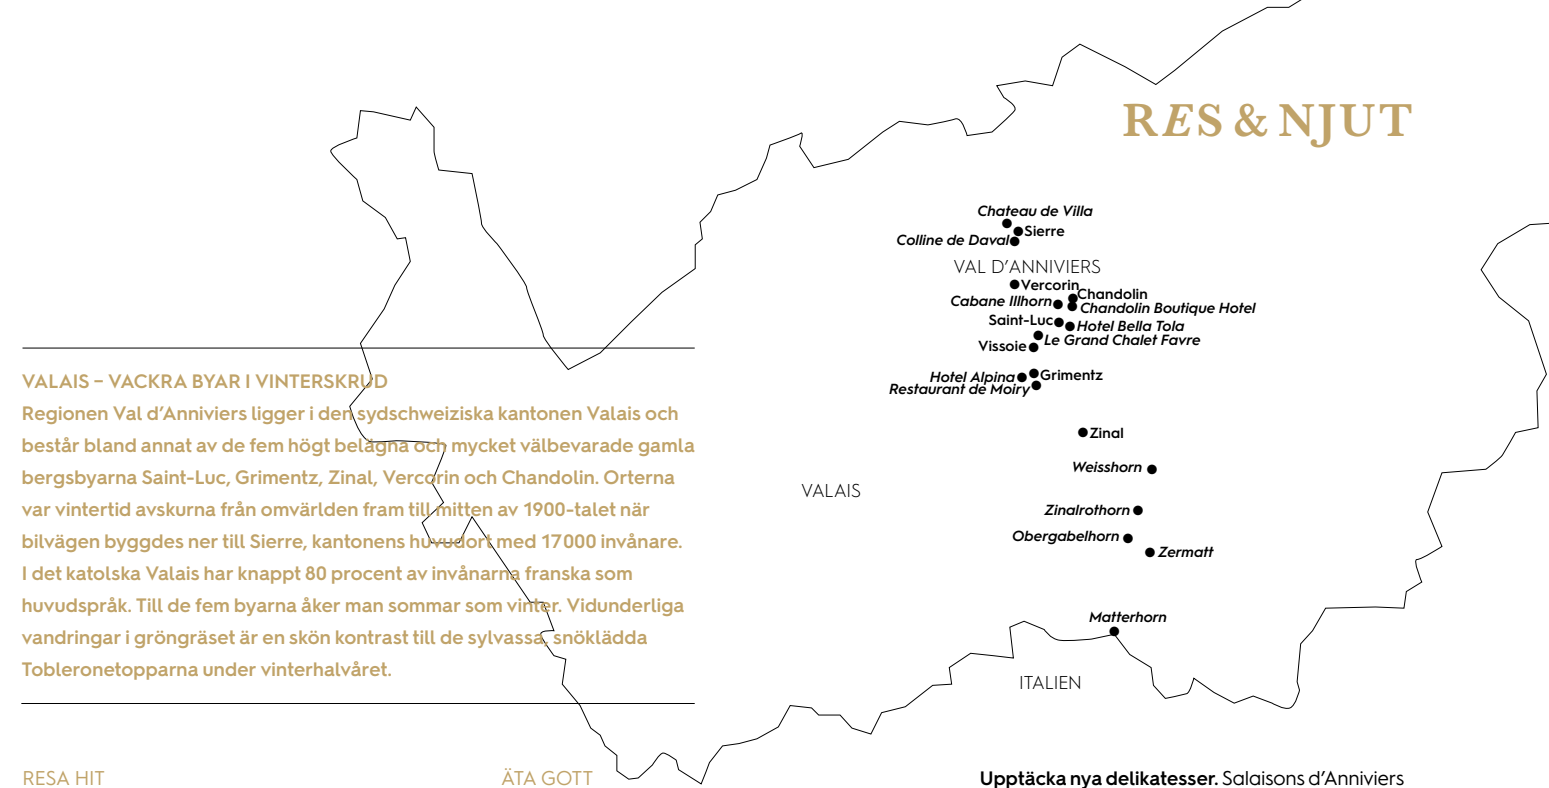 RES & NJUT
Chateau de Villa
Sierre
Colline de Daval
VAL D’ANNIVIERS
Vercorin
Chandolin
Cabane Illhorn
Chandolin Boutique Hotel
Saint-Luc
Hotel Bella Tola
Le Grand Chalet Favre
Vissoie
Hotel Alpina
Grimentz
Restaurant de Moiry
Zinal
Weisshorn
VALAIS
Zinalrothorn
Obergabelhorn
Zermatt
Matterhorn
ITALIEN
VALAIS – VACKRA BYAR I VINTERSKRUD
Regionen Val d’Anniviers ligger i den sydschweiziska kantonen Valais och
består bland annat av de fem högt belägna och mycket välbevarade gamla
bergsbyarna Saint-Luc, Grimentz, Zinal, Vercorin och Chandolin. Orterna
var vintertid avskurna från omvärlden fram till mitten av 1900-talet när
bilvägen byggdes ner till Sierre, kantonens huvudort med 17000 invånare.
I det katolska Valais har knappt 80 procent av invånarna franska som
huvudspråk. Till de fem byarna åker man sommar som vinter. Vidunderliga
vandringar i gröngräset är en skön kontrast till de sylvassa, snöklädda
Tobleronetopparna under vinterhalvåret.
RESA HIT
ÄTA GOTT
Upptäcka nya delikatesser. Salaisons d’Anniviers